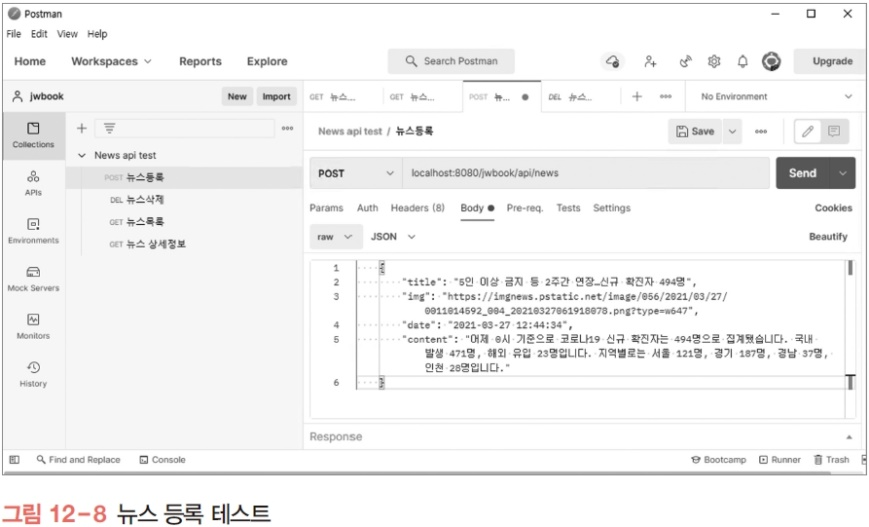 Postman
File Edit View Help
Home Workspaces Reports Explore Search Postman Upgrade
jwbook New Import GET 뉴스... GET 뉴스... POST 뉴... DEL 뉴스... No Environment
Collections
News api test / 뉴스등록 Save
News api test
POST 뉴스등록
DEL 뉴스삭제
GET 뉴스목록
GET 뉴스 상세정보
APIs
Environments
Mock Servers
Monitors
History
POST localhost:8080/jwbook/api/news Send
Params Auth Headers (8) Body Pre-req. Tests Settings Cookies
raw JSON Beautify
1 {
2 "title": "5인 이상 금지 등 2주간 연장…신규 확진자 494명",
3 "img": "https://imgnews.pstatic.net/image/056/2021/03/27/
0011014592_004_20210327061918078.png?type=w647",
4 "date": "2021-03-27 12:44:34",
5 "content": "어제 0시 기준으로 코로나19 신규 확진자는 494명으로 집계됐습니다. 국내
발생 471명, 해외 유입 23명입니다. 지역별로는 서울 121명, 경기 187명, 경남 37명,
인천 28명입니다."
6 }
Response
Find and Replace Console Bootcamp Runner Trash
그림 12-8 뉴스 등록 테스트